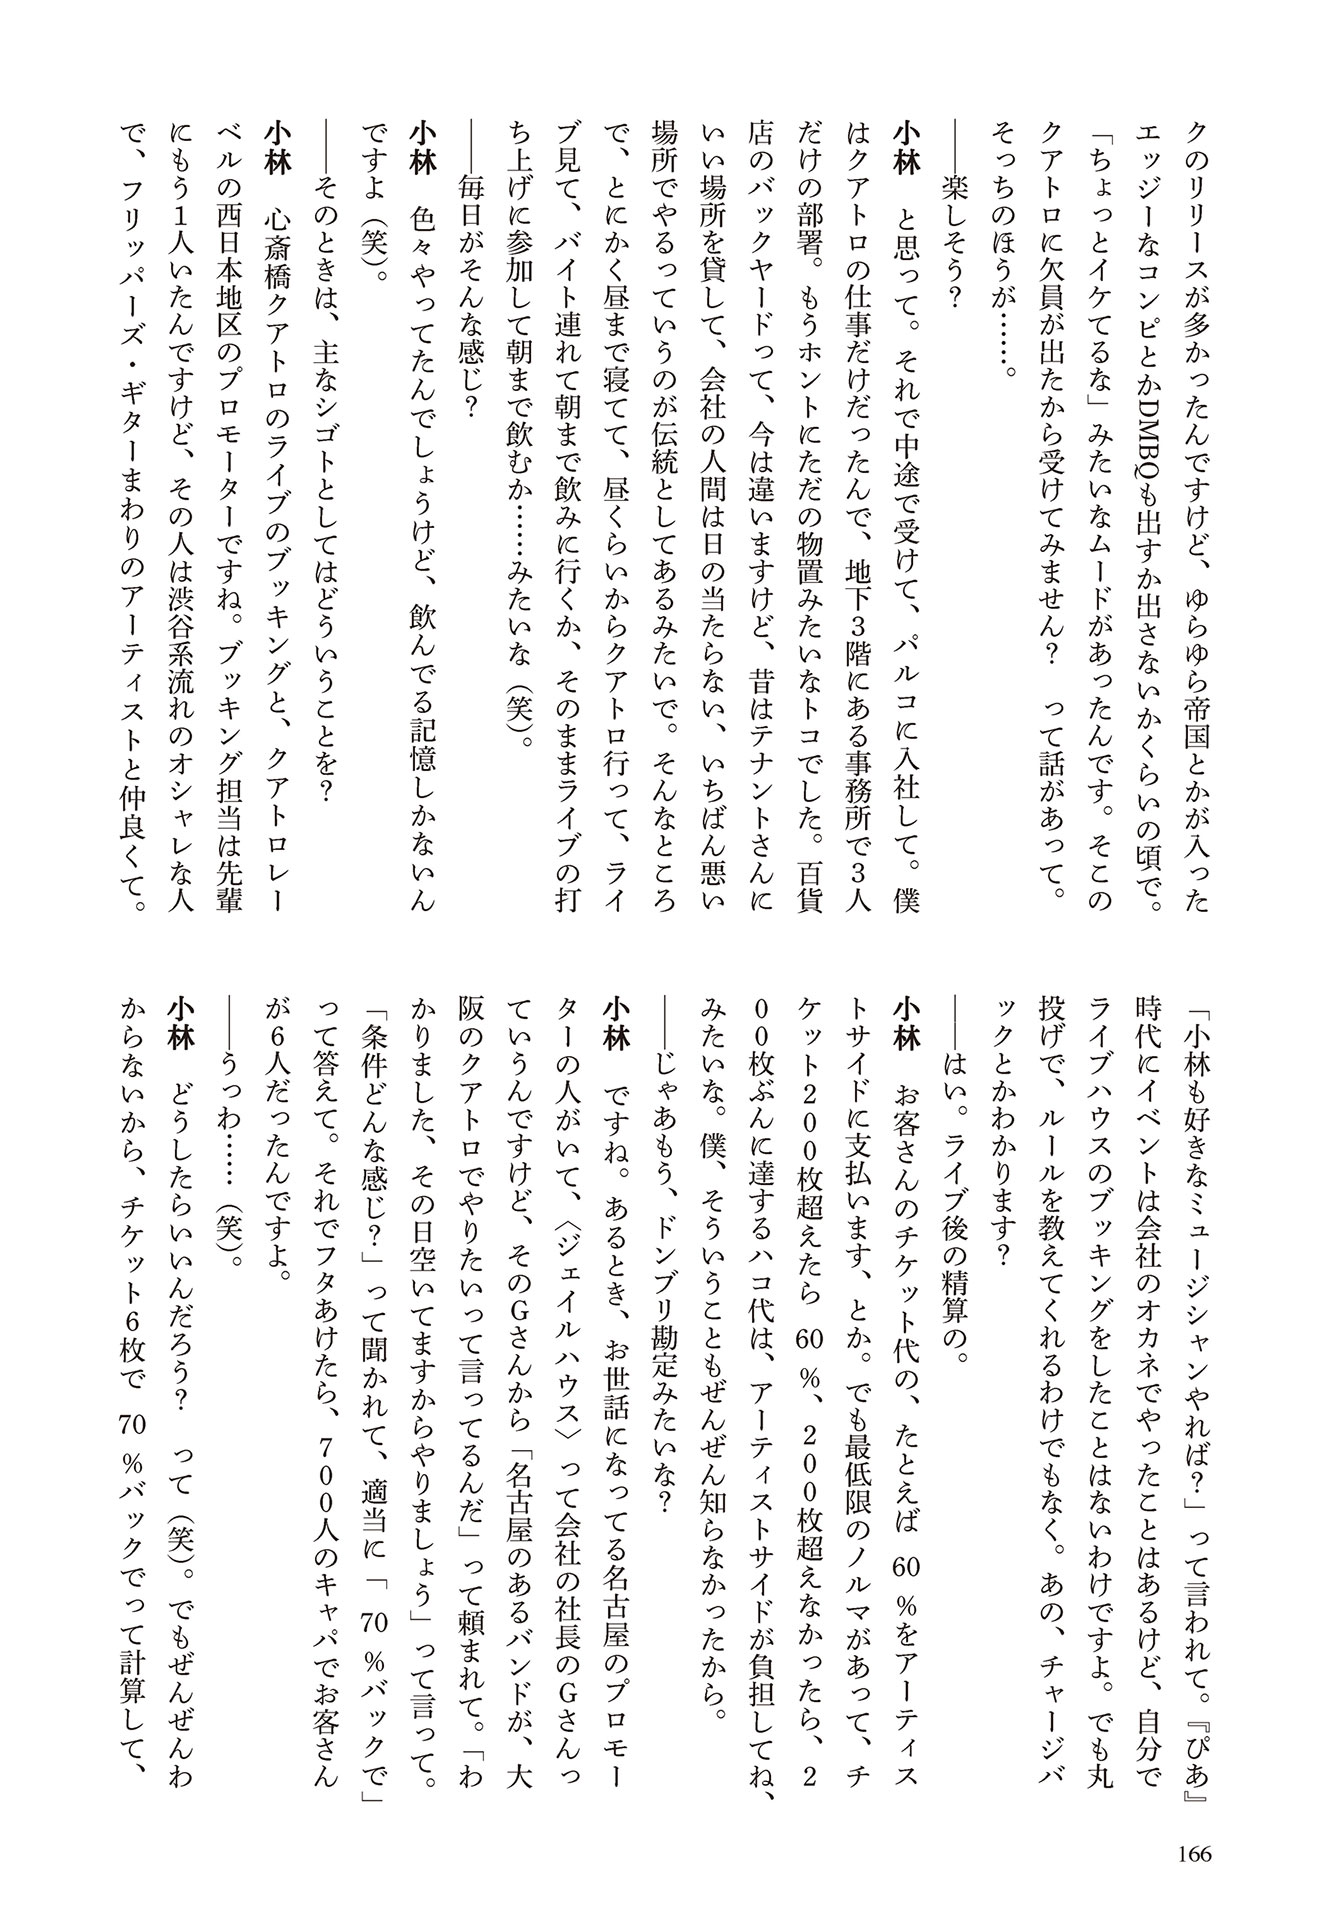 クのリリースが多かったんですけど、ゆらゆら帝国とかが入った
エッジーなコンピとかDMBQも出すか出さないかくらいの頃で。
「ちょっとイケてるな」みたいなムードがあったんです。そこの
クアトロに欠員が出たから受けてみません？　って話があって。
そっちのほうが……。
――楽しそう？
小林　と思って。それで中途で受けて、パルコに入社して。僕
はクアトロの仕事だけだったんで、地下3階にある事務所で3人
だけの部署。もうホントにただの物置みたいなトコでした。百貨
店のバックヤードって、今は違いますけど、昔はテナントさんに
いい場所を貸して、会社の人間は日の当たらない、いちばん悪い
場所でやるっていうのが伝統としてあるみたいで。そんなところ
で、とにかく昼まで寝てて、昼くらいからクアトロ行って、ライ
ブ見て、バイト連れて朝まで飲みに行くか、そのままライブの打
ち上げに参加して朝まで飲むか……みたいな（笑）。
――毎日がそんな感じ？
小林　色々やってたんでしょうけど、飲んでる記憶しかないん
ですよ（笑）。
――そのときは、主なシゴトとしてはどういうことを？
小林　心斎橋クアトロのライブのブッキングと、クアトロレー
ベルの西日本地区のプロモーターですね。ブッキング担当は先輩
にもう1人いたんですけど、その人は渋谷系流れのオシャレな人
で、フリッパーズ・ギターまわりのアーティストと仲良くて。
「小林も好きなミュージシャンやれば？」って言われて。『ぴあ』
時代にイベントは会社のオカネでやったことはあるけど、自分で
ライブハウスのブッキングをしたことはないわけですよ。でも丸
投げで、ルールを教えてくれるわけでもなく。あの、チャージバ
ックとかわかります？
――はい。ライブ後の精算の。
小林　お客さんのチケット代の、たとえば60％をアーティス
トサイドに支払います、とか。でも最低限のノルマがあって、チ
ケット200枚超えたら60％、200枚超えなかったら、2
00枚ぶんに達するハコ代は、アーティストサイドが負担してね、
みたいな。僕、そういうこともぜんぜん知らなかったから。
――じゃあもう、ドンブリ勘定みたいな？
小林　ですね。あるとき、お世話になってる名古屋のプロモー
ターの人がいて、〈ジェイルハウス〉って会社の社長のGさんっ
ていうんですけど、そのGさんから「名古屋のあるバンドが、大
阪のクアトロでやりたいって言ってるんだ」って頼まれて。「わ
かりました、その日空いてますからやりましょう」って言って。
「条件どんな感じ？」って聞かれて、適当に「70％バックで」
って答えて。それでフタあけたら、700人のキャパでお客さん
が6人だったんですよ。
――うっわ……（笑）。
小林　どうしたらいいんだろう？　って（笑）。でもぜんぜんわ
からないから、チケット6枚で70％バックでって計算して、
166